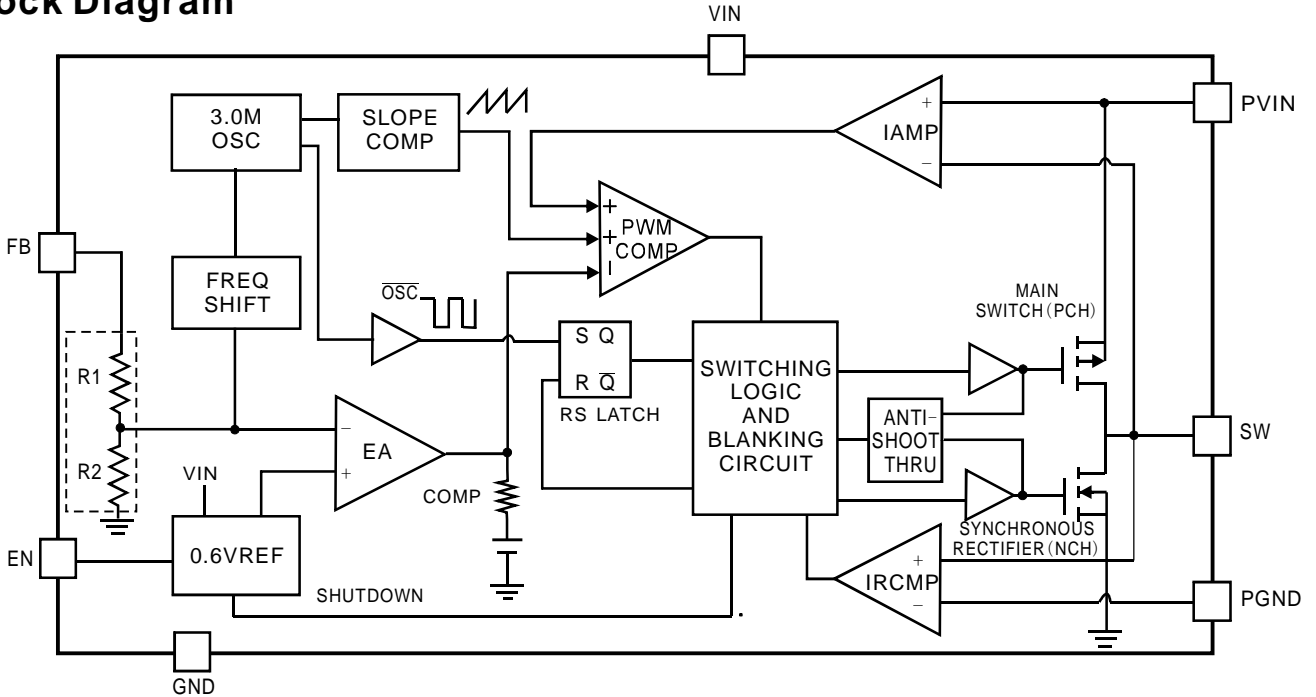 ock Diagram
VIN
3.0M
OSC
SLOPE
COMP
+
IAMP
−
PVIN
FB
FREQ
SHIFT
+
+
−
PWM
COMP
OSC
MAIN
SWITCH(PCH)
S Q
R Q
RS LATCH
SWITCHING
LOGIC
AND
BLANKING
CIRCUIT
ANTI-
SHOOT
THRU
SW
R1
R2
−
EA
+
COMP
VIN
0.6VREF
EN
SHUTDOWN
SYNCHRONOUS
RECTIFIER(NCH)
+
IRCMP
−
PGND
GND